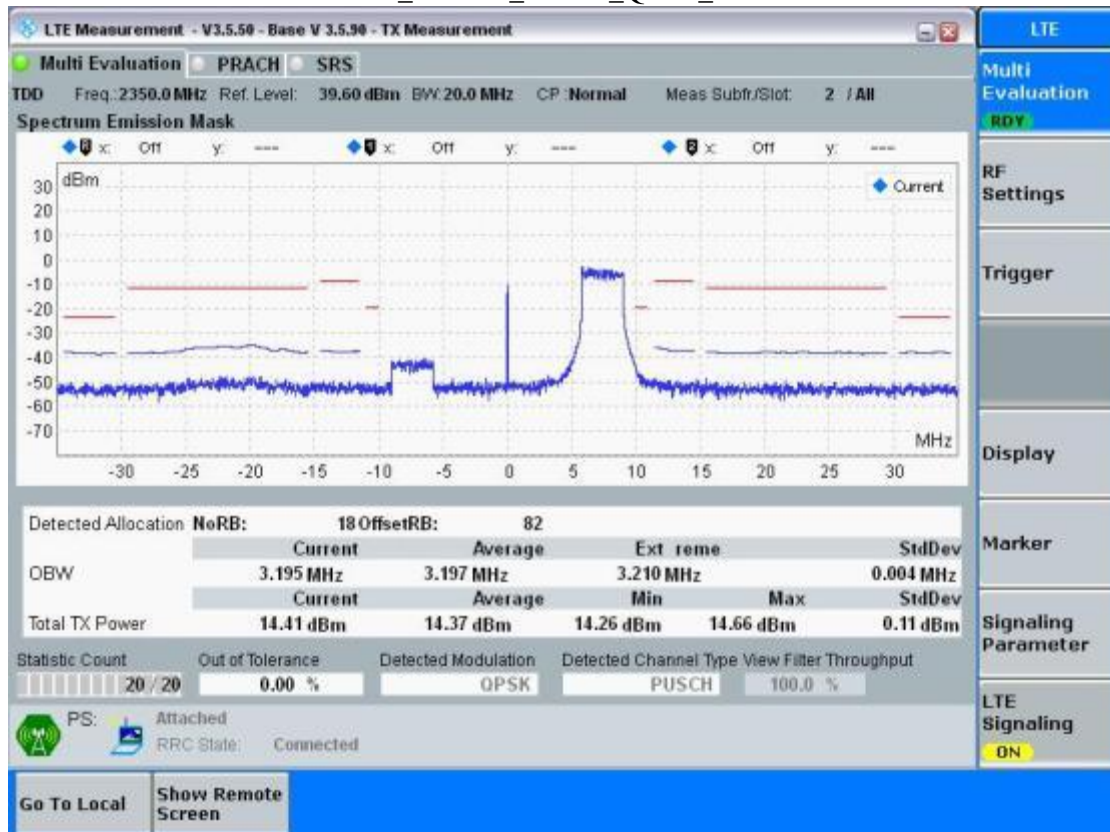 LTE Measurement - V3.5.50 - Base V 3.5.90 - TX Measurement
LTE
Multi Evaluation PRACH SRS
Multi
Evaluation
RDY
TDD Freq.:2350.0 MHz Ref. Level: 39.60 dBm BW:20.0 MHz CP :Normal Meas Subfr./Slot: 2 / All
Spectrum Emission Mask
x: Off y: --- x: Off y: --- x: Off y: ---
dBm
Current
30
20
10
0
-10
-20
-30
-40
-50
-60
-70
MHz
-30 -25 -20 -15 -10 -5 0 5 10 15 20 25 30
RF
Settings
Trigger
Display
Marker
Signaling
Parameter
LTE
Signaling
ON
Detected Allocation NoRB: 18 OffsetRB: 82
Current Average Ext reme StdDev
OBW 3.195 MHz 3.197 MHz 3.210 MHz 0.004 MHz
Current Average Min Max StdDev
Total TX Power 14.41 dBm 14.37 dBm 14.26 dBm 14.66 dBm 0.11 dBm
Statistic Count Out of Tolerance Detected Modulation Detected Channel Type View Filter Throughput
20 / 20 0.00 % QPSK PUSCH 100.0 %
PS: Attached
RRC State: Connected
Go To Local
Show Remote
Screen